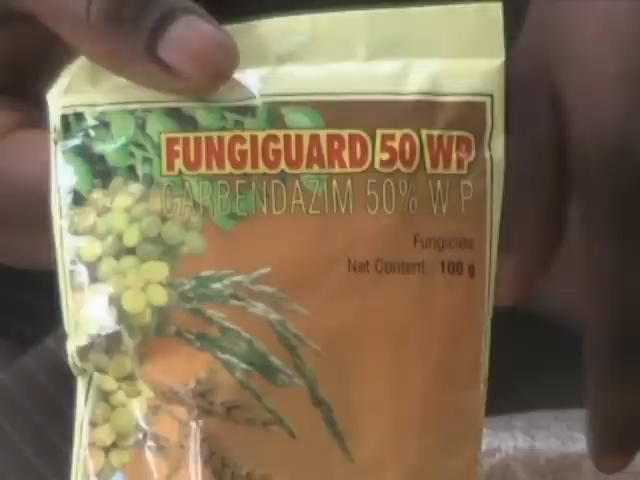 FUNGIGUARD 50 WP
CARBENDAZIM 50% W P
Fungicide
Net Content: 100 g